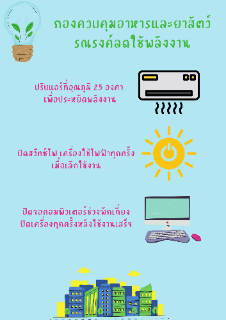 กองควบคุมอาหารและยาสัตว์
รณรงค์ลดใช้พลังงาน
ปรับแอร์ที่อุณภูมิ 25 องศา
เพื่อประหยัดพลังงาน
ปิดสวิทซ์ไฟ เครื่องใช้ไฟฟ้าทุกครั้ง
เมื่อเลิกใช้งาน
ปิดจอคอมพิวเตอร์ช่วงพักเที่ยง
ปิดเครื่องทุกครั้งหลังใช้งานเสร็จ